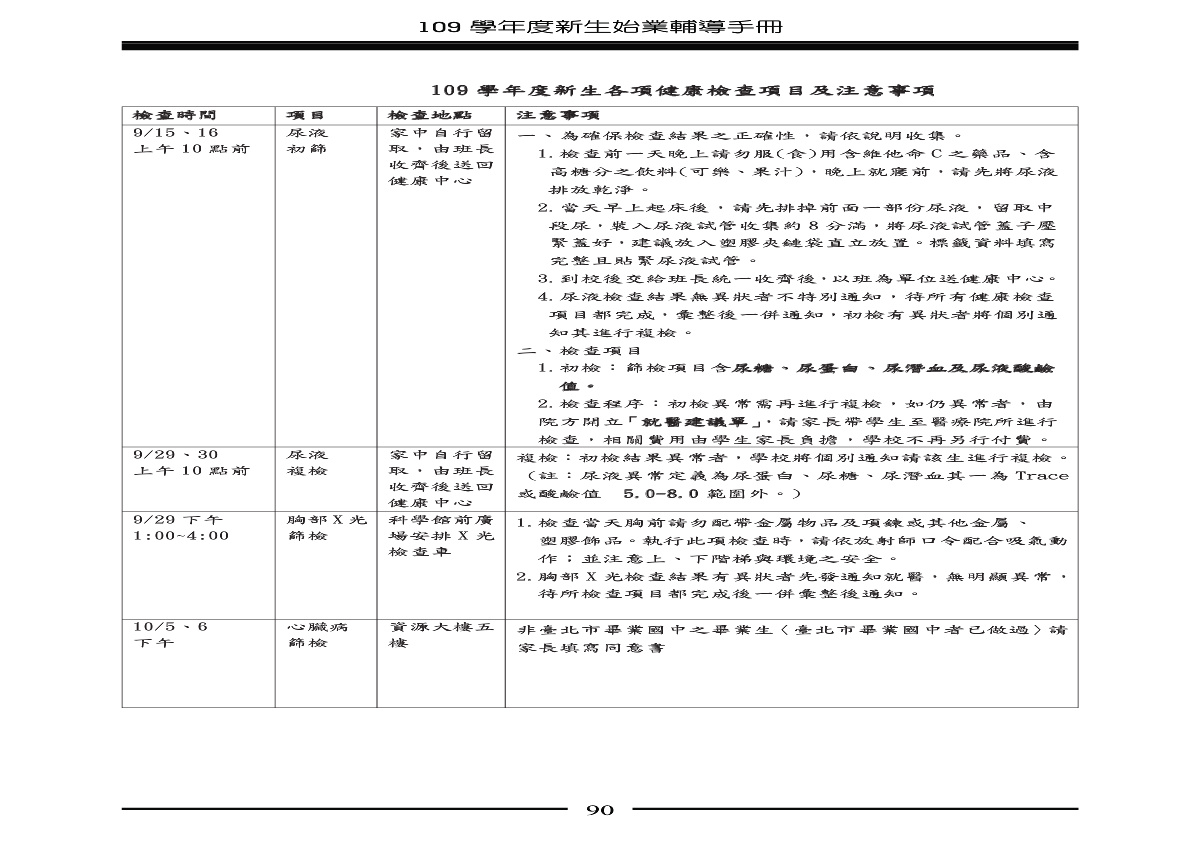 109 學年度新生始業輔導手冊
109 學年度新生各項健康檢查項目及注意事項
檢查時間
項目
檢查地點
注意事項
9/15、16
上午 10 點前
尿液
初篩
家中自行留
取，由班長
收齊後送回
健康中心
一、為確保檢查結果之正確性，請依說明收集。
1. 檢查前一天晚上請勿服(食)用含維他命 C 之藥品、含
高糖分之飲料(可樂、果汁)，晚上就寢前，請先將尿液
排放乾淨。
2. 當天早上起床後，請先排掉前面一部份尿液，留取中
段尿，裝入尿液試管收集約 8 分滿，將尿液試管蓋子壓
緊蓋好，建議放入塑膠夾鏈袋直立放置。標籤資料填寫
完整且貼緊尿液試管。
3. 到校後交給班長統一收齊後，以班為單位送健康中心。
4. 尿液檢查結果無異狀者不特別通知，待所有健康檢查
項目都完成，彙整後一併通知，初檢有異狀者將個別通
知其進行複檢。
二、檢查項目
1. 初檢：篩檢項目含尿糖、尿蛋白、尿潛血及尿液酸鹼
值。
2. 檢查程序：初檢異常需再進行複檢，如仍異常者，由
院方開立「就醫建議單」，請家長帶學生至醫療院所進行
檢查，相關費用由學生家長負擔，學校不再另行付費。
9/29、30
上午 10 點前
尿液
複檢
家中自行留
取，由班長
收齊後送回
健康中心
複檢：初檢結果異常者，學校將個別通知請該生進行複檢。
（註：尿液異常定義為尿蛋白、尿糖、尿潛血其一為 Trace
或酸鹼值 5.0-8.0 範圍外。）
9/29 下午
1:00~4:00
胸部 X 光
篩檢
科學館前廣
場安排 X 光
檢查車
1. 檢查當天胸前請勿配帶金屬物品及項鍊或其他金屬、
塑膠飾品。執行此項檢查時，請依放射師口令配合吸氣動
作；並注意上、下階梯與環境之安全。
2. 胸部 X 光檢查結果有異狀者先發通知就醫，無明顯異常，
待所檢查項目都完成後一併彙整後通知。
10/5、6
下午
心臟病
篩檢
資源大樓五
樓
非臺北市畢業國中之畢業生〈臺北市畢業國中者已做過〉請
家長填寫同意書
90